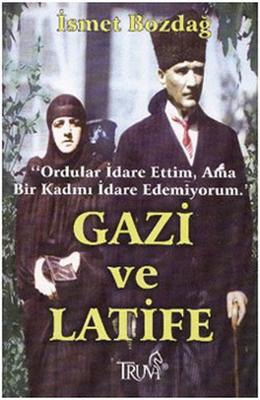 İsmet Bozdağ
“Ordular İdare Ettim, Ama
Bir Kadını İdare Edemiyorum.”
GAZİ
ve
LATİFE
TRUVA